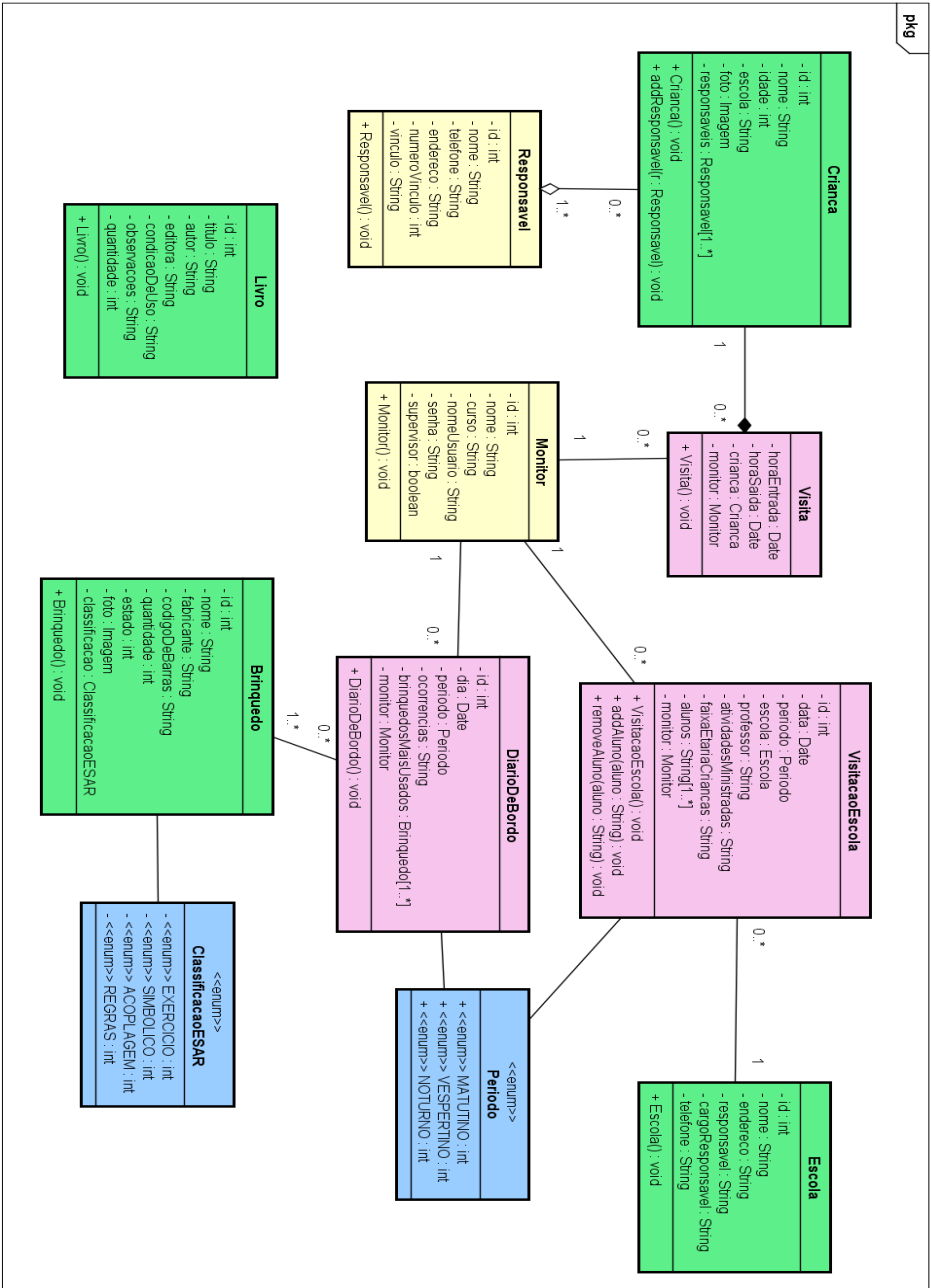 pkg
Crianca
- id : int
- nome : String
- idade : int
- escola : String
- foto : Imagem
- responsaveis : Responsavel[1..*]
+ Crianca() : void
+ addResponsavel(r : Responsavel) : void
1
0..*
0..*
1..*
Visita
- horaEntrada : Date
- horaSaida : Date
- crianca : Crianca
- monitor : Monitor
+ Visita() : void
0..*
1
VisitacaoEscola
- id : int
- data : Date
- periodo : Periodo
- escola : Escola
- professor : String
- atividadesMinistradas : String
- faixaEtariaCriancas : String
- alunos : String[1..*]
- monitor : Monitor
+ VisitacaoEscola() : void
+ addAluno(aluno : String) : void
+ removeAluno(aluno : String) : void
0..*
1
0..*
1
Escola
- id : int
- nome : String
- endereco : String
- responsavel : String
- cargoResponsavel : String
- telefone : String
+ Escola() : void
Responsavel
- id : int
- nome : String
- telefone : String
- endereco : String
- numeroVinculo : int
- vinculo : String
+ Responsavel() : void
Monitor
- id : int
- nome : String
- curso : String
- nomeUsuario : String
- senha : String
- supervisor : boolean
+ Monitor() : void
1
0..*
DiarioDeBordo
- id : int
- dia : Date
- periodo : Periodo
- ocorrencias : String
- brinquedosMaisUsados : Brinquedo[1..*]
- monitor : Monitor
+ DiarioDeBordo() : void
0..*
1..*
<<enum>>
Periodo
+ <<enum>> MATUTINO : int
+ <<enum>> VESPERTINO : int
+ <<enum>> NOTURNO : int
Livro
- id : int
- titulo : String
- autor : String
- editora : String
- condicaoDeUso : String
- observacoes : String
- quantidade : int
+ Livro() : void
Brinquedo
- id : int
- nome : String
- fabricante : String
- codigoDeBarras : String
- quantidade : int
- estado : int
- foto : Imagem
- classificacao : ClassificacaoESAR
+ Brinquedo() : void
<<enum>>
ClassificacaoESAR
- <<enum>> EXERCICIO : int
- <<enum>> SIMBOLICO : int
- <<enum>> ACOPLAGEM : int
- <<enum>> REGRAS : int